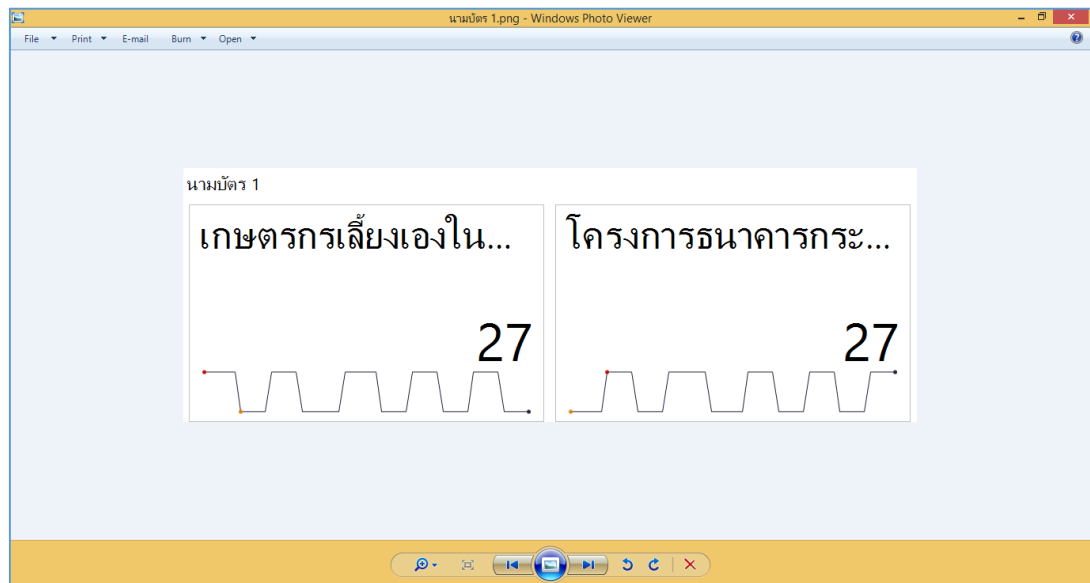 นามบัตร 1.png - Windows Photo Viewer
File Print E-mail Burn Open
นามบัตร 1
เกษตรกรเลี้ยงเองใน...
27
โครงการธนาคารกระ...
27